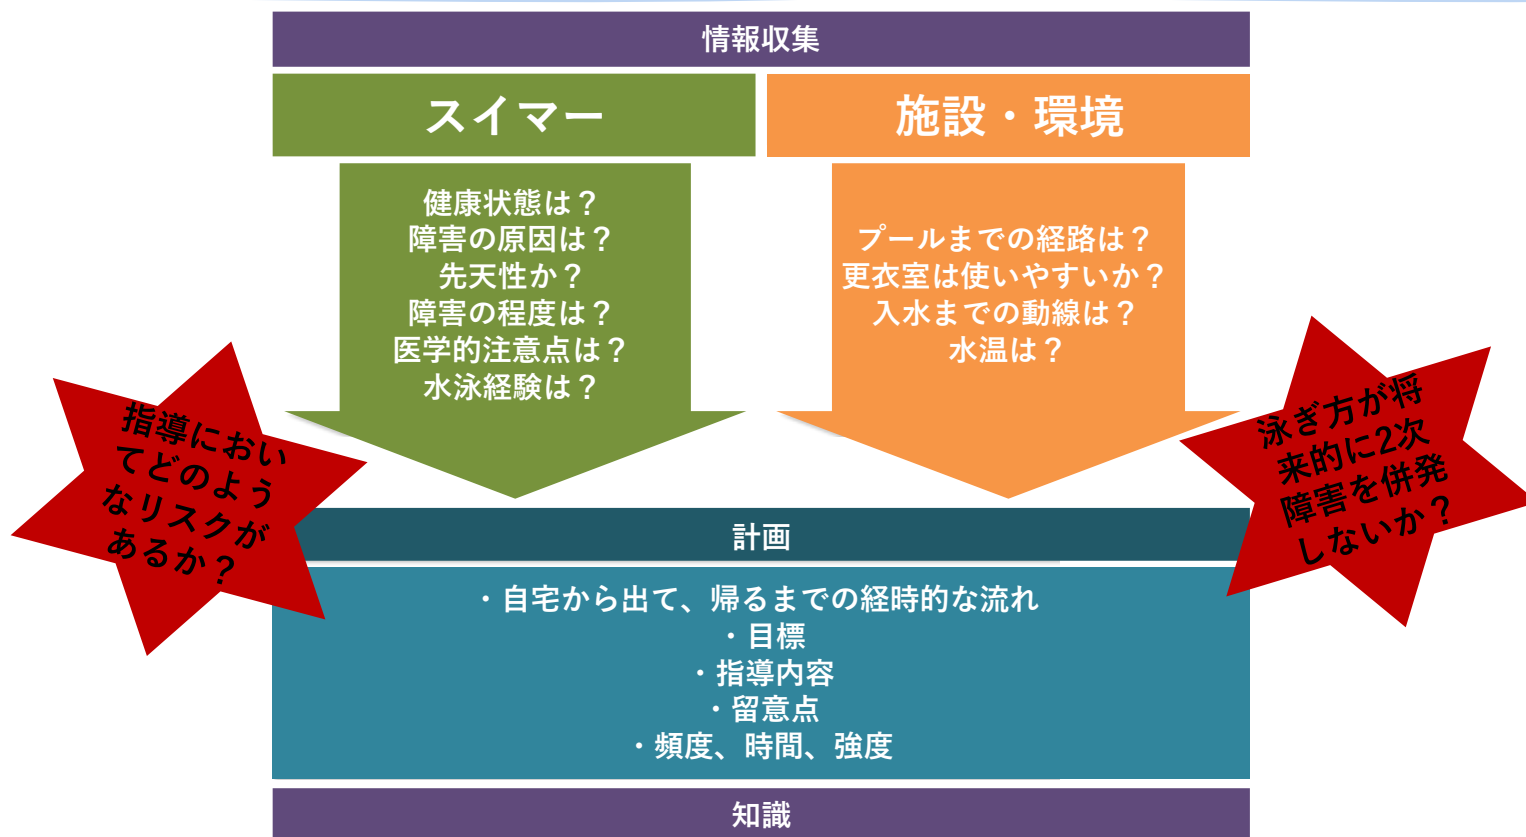 情報収集
スイマー
施設・環境
健康状態は？
障害の原因は？
先天性か？
障害の程度は？
医学的注意点は？
水泳経験は？
プールまでの経路は？
更衣室は使いやすいか？
入水までの動線は？
水温は？
指導におい
てどのよう
なリスクが
あるか？
泳ぎ方が将
来的に2次
障害を併発
しないか？
計画
・自宅から出て、帰るまでの経時的な流れ
・目標
・指導内容
・留意点
・頻度、時間、強度
知識